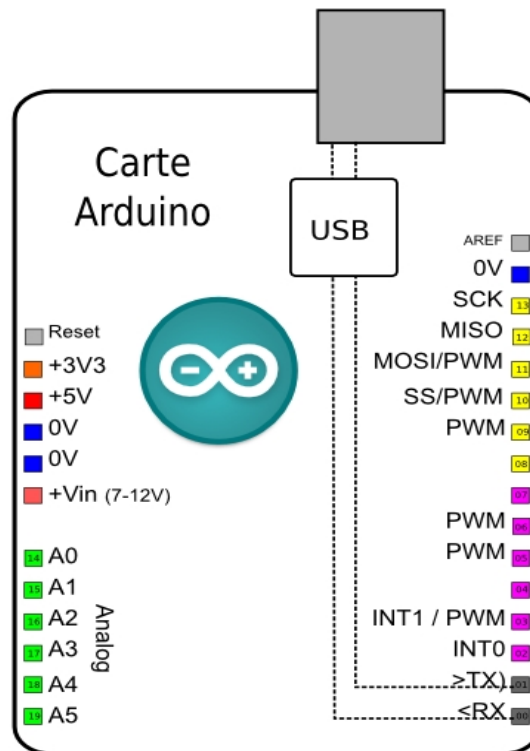 Carte
Arduino
USB
Reset
+3V3
+5V
0V
0V
+Vin (7-12V)
14 A0
15 A1
16 A2
17 A3
18 A4
19 A5
Analog
AREF
0V
SCK 13
MISO 12
MOSI/PWM 11
SS/PWM 10
PWM 09
08
07
PWM 06
PWM 05
04
INT1 / PWM 03
INT0 02
>TX) 01
<RX 00